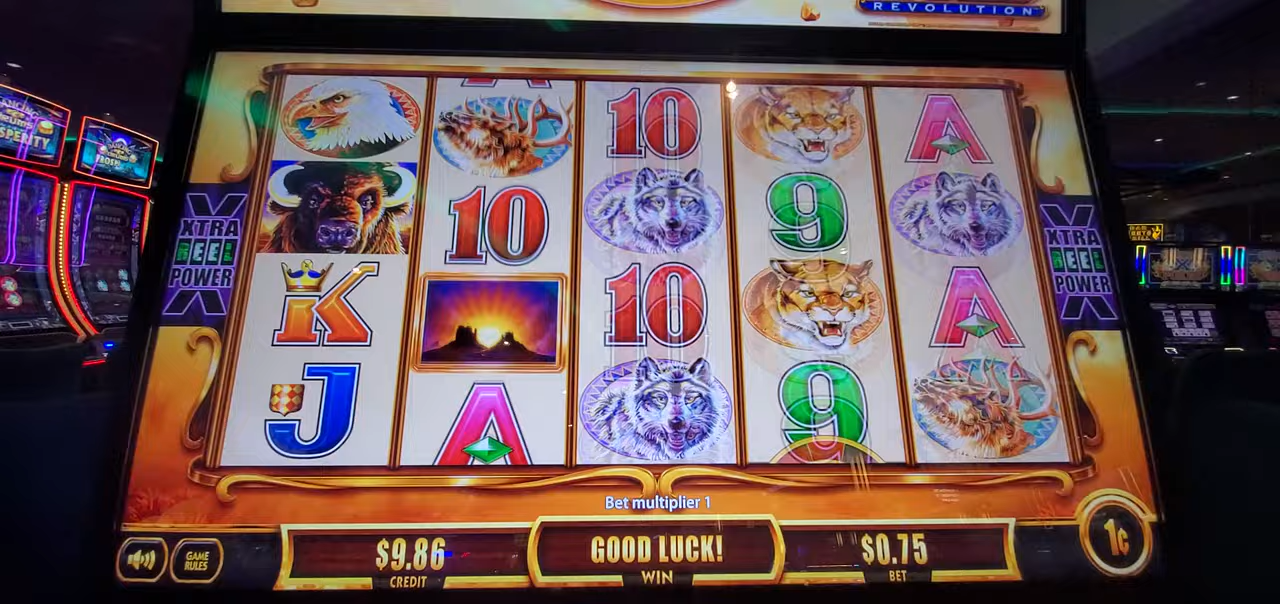 REVOLUTION
A
10
A
10
9
XTRA
REEL
POWER
X
XTRA
REEL
POWER
X
K
10
A
J
A
9
Bet multiplier 1
GAME
RULES
$9.86
CREDIT
GOOD LUCK!
WIN
$0.75
BET
1¢
DANCING